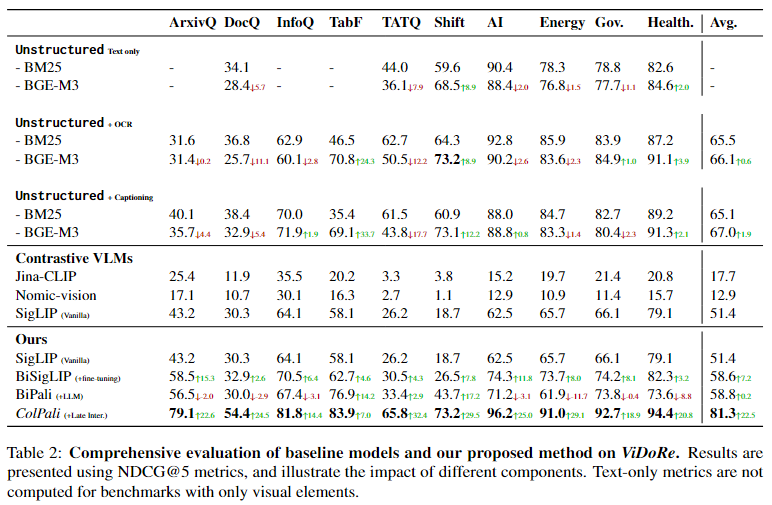 ArxivQ DocQ InfoQ TabF TATQ Shift AI Energy Gov. Health. Avg.
Unstructured Text only
- BM25 - 34.1 - - 44.0 59.6 90.4 78.3 78.8 82.6 -
- BGE-M3 - 28.4↓5.7 - - 36.1↓7.9 68.5↑8.9 88.4↓2.0 76.8↓1.5 77.7↓1.1 84.6↑2.0 -
Unstructured + OCR
- BM25 31.6 36.8 62.9 46.5 62.7 64.3 92.8 85.9 83.9 87.2 65.5
- BGE-M3 31.4↓0.2 25.7↓11.1 60.1↓2.8 70.8↑24.3 50.5↓12.2 73.2↑8.9 90.2↓2.6 83.6↓2.3 84.9↑1.0 91.1↑3.9 66.1↑0.6
Unstructured + Captioning
- BM25 40.1 38.4 70.0 35.4 61.5 60.9 88.0 84.7 82.7 89.2 65.1
- BGE-M3 35.7↓4.4 32.9↓5.4 71.9↑1.9 69.1↑33.7 43.8↓17.7 73.1↑12.2 88.8↑0.8 83.3↓1.4 80.4↓2.3 91.3↑2.1 67.0↑1.9
Contrastive VLMs
Jina-CLIP 25.4 11.9 35.5 20.2 3.3 3.8 15.2 19.7 21.4 20.8 17.7
Nomic-vision 17.1 10.7 30.1 16.3 2.7 1.1 12.9 10.9 11.4 15.7 12.9
SigLIP (Vanilla) 43.2 30.3 64.1 58.1 26.2 18.7 62.5 65.7 66.1 79.1 51.4
Ours
SigLIP (Vanilla) 43.2 30.3 64.1 58.1 26.2 18.7 62.5 65.7 66.1 79.1 51.4
BiSigLIP (+fine-tuning) 58.5↑15.3 32.9↑2.6 70.5↑6.4 62.7↑4.6 30.5↑4.3 26.5↑7.8 74.3↑11.8 73.7↑8.0 74.2↑8.1 82.3↑3.2 58.6↑7.2
BiPali (+LLM) 56.5↓-2.0 30.0↓-2.9 67.4↓-3.1 76.9↑14.2 33.4↑2.9 43.7↑17.2 71.2↓-3.1 61.9↓-11.7 73.8↓-0.4 73.6↓-8.8 58.8↑0.2
ColPali (+Late Inter.) 79.1↑22.6 54.4↑24.5 81.8↑14.4 83.9↑7.0 65.8↑32.4 73.2↑29.5 96.2↑25.0 91.0↑29.1 92.7↑18.9 94.4↑20.8 81.3↑22.5
Table 2: Comprehensive evaluation of baseline models and our proposed method on ViDoRe. Results are
presented using NDCG@5 metrics, and illustrate the impact of different components. Text-only metrics are not
computed for benchmarks with only visual elements.